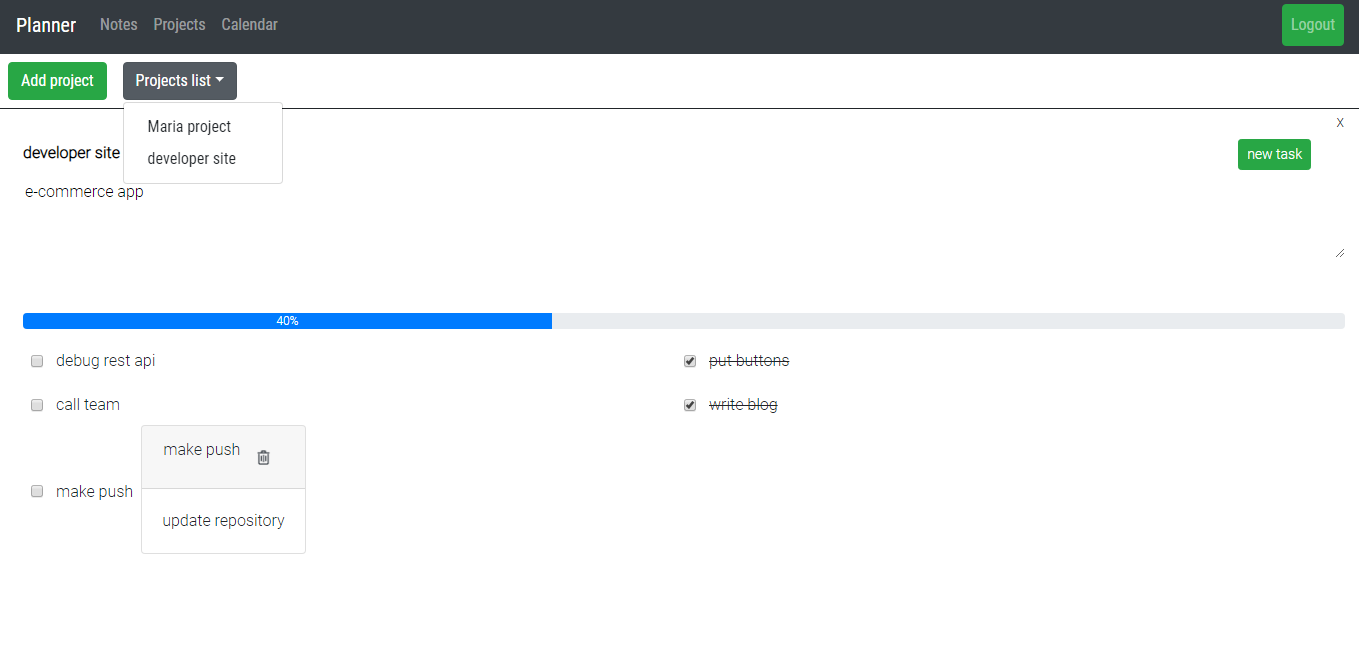 Planner Notes Projects Calendar Logout
Add project Projects list
Maria project
developer site
X
developer site new task
e-commerce app
40%
debug rest api put buttons
call team write blog
make push
make push
update repository